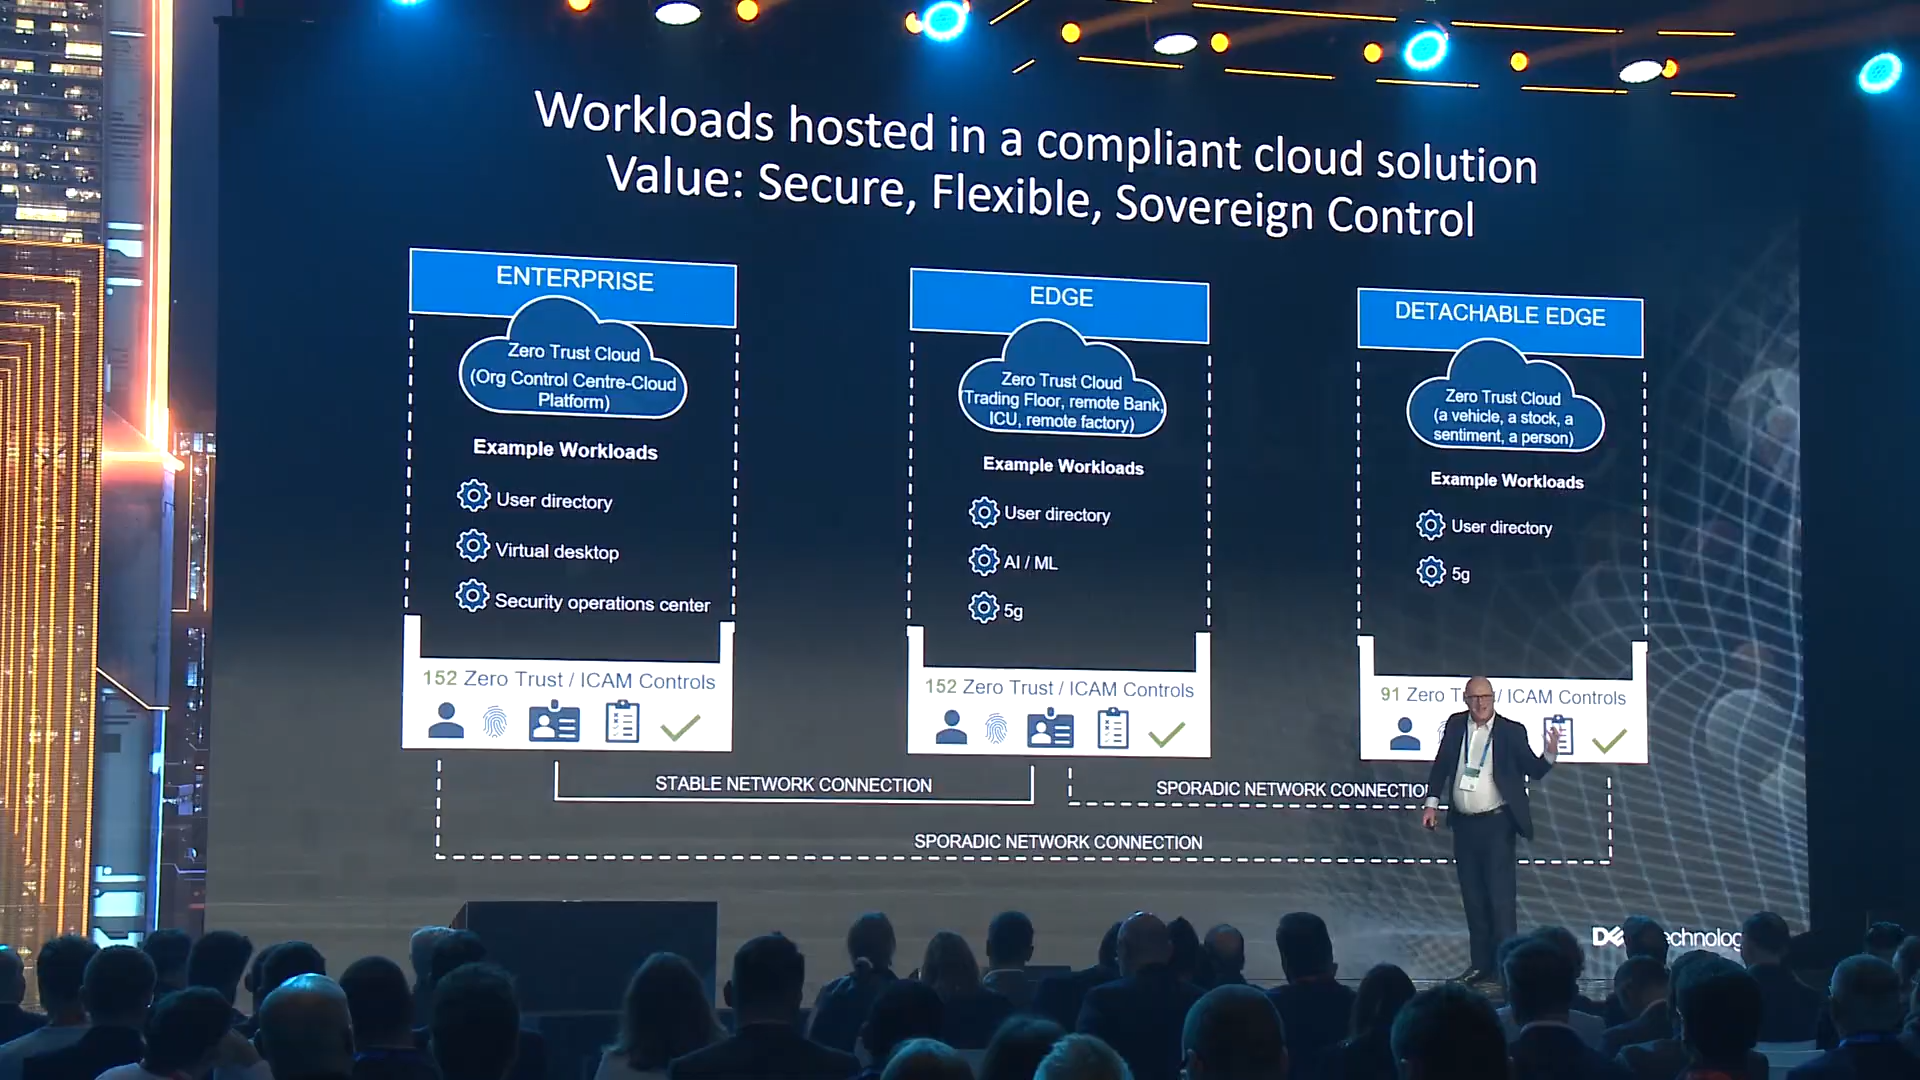 Workloads hosted in a compliant cloud solution
Value: Secure, Flexible, Sovereign Control
ENTERPRISE
Zero Trust Cloud
(Org Control Centre-Cloud
Platform)
Example Workloads
User directory
Virtual desktop
Security operations center
152 Zero Trust / ICAM Controls
EDGE
Zero Trust Cloud
(Trading Floor, remote Bank,
ICU, remote factory)
Example Workloads
User directory
AI / ML
5g
152 Zero Trust / ICAM Controls
DETACHABLE EDGE
Zero Trust Cloud
(a vehicle, a stock, a
sentiment, a person)
Example Workloads
User directory
5g
91 Zero / ICAM Controls
STABLE NETWORK CONNECTION
SPORADIC NETWORK
SPORADIC NETWORK CONNECTION